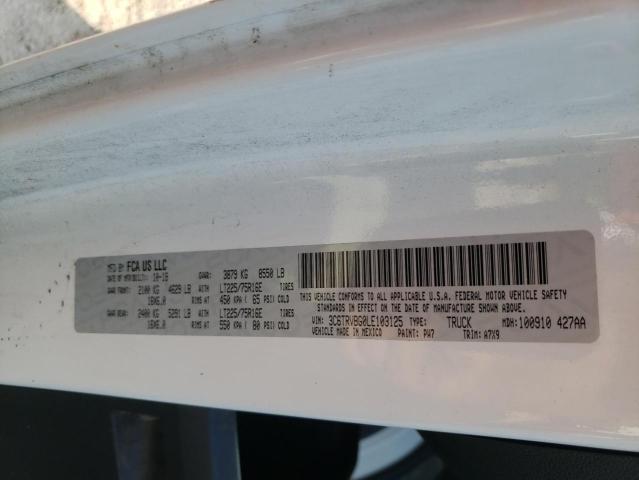 MFD BY FCA US LLC
DATE OF MFR 10-19 GVWR: 3879 KG 8550 LB
GAWR FRONT: 2100 KG 4629 LB WITH LT225/75R16E TIRES
16X6.0 RIMS AT 450 KPA ( 65 PSI) COLD
GAWR REAR: 2400 KG 5291 LB WITH LT225/75R16E TIRES
16X6.0 RIMS AT 550 KPA ( 80 PSI) COLD
THIS VEHICLE CONFORMS TO ALL APPLICABLE U.S.A. FEDERAL MOTOR VEHICLE SAFETY
STANDARDS IN EFFECT ON THE DATE OF MANUFACTURE SHOWN ABOVE.
VIN: 3C6TRVBG0LE103125 TYPE: TRUCK MDH: 100910 427AA
VEHICLE MADE IN MEXICO PAINT: PW7 TRIM: A7X9